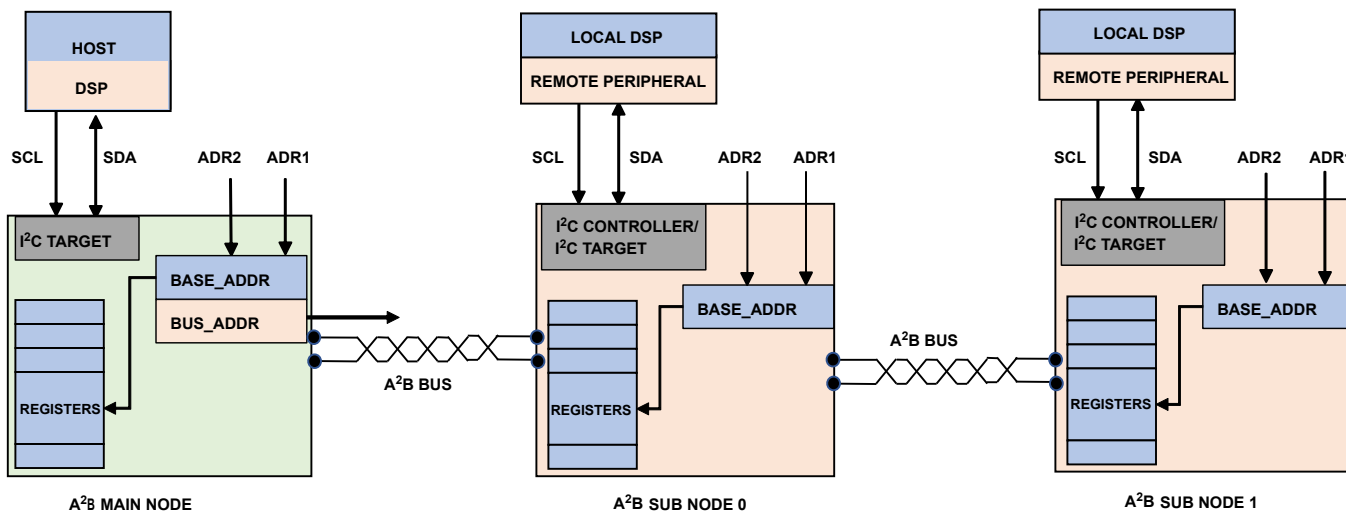 HOST
DSP
SCL
SDA
ADR2
ADR1
I²C TARGET
BASE_ADDR
BUS_ADDR
REGISTERS
A²B MAIN NODE
A²B BUS
LOCAL DSP
REMOTE PERIPHERAL
SCL
SDA
ADR2
ADR1
I²C CONTROLLER/
I²C TARGET
BASE_ADDR
REGISTERS
A²B SUB NODE 0
A²B BUS
LOCAL DSP
REMOTE PERIPHERAL
SCL
SDA
ADR2
ADR1
I²C CONTROLLER/
I²C TARGET
BASE_ADDR
REGISTERS
A²B SUB NODE 1